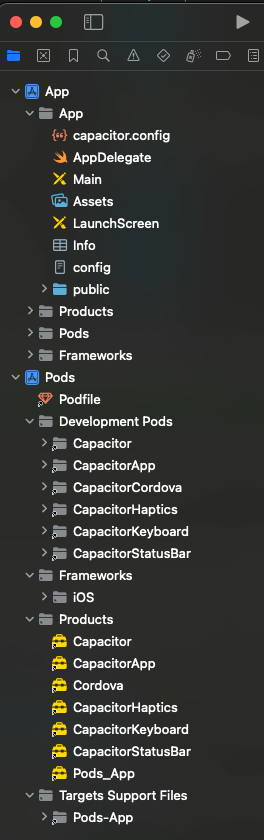 App
App
capacitor.config
AppDelegate
Main
Assets
LaunchScreen
Info
config
public
Products
Pods
Frameworks
Pods
Podfile
Development Pods
Capacitor
CapacitorApp
CapacitorCordova
CapacitorHaptics
CapacitorKeyboard
CapacitorStatusBar
Frameworks
iOS
Products
Capacitor
CapacitorApp
Cordova
CapacitorHaptics
CapacitorKeyboard
CapacitorStatusBar
Pods_App
Targets Support Files
Pods-App